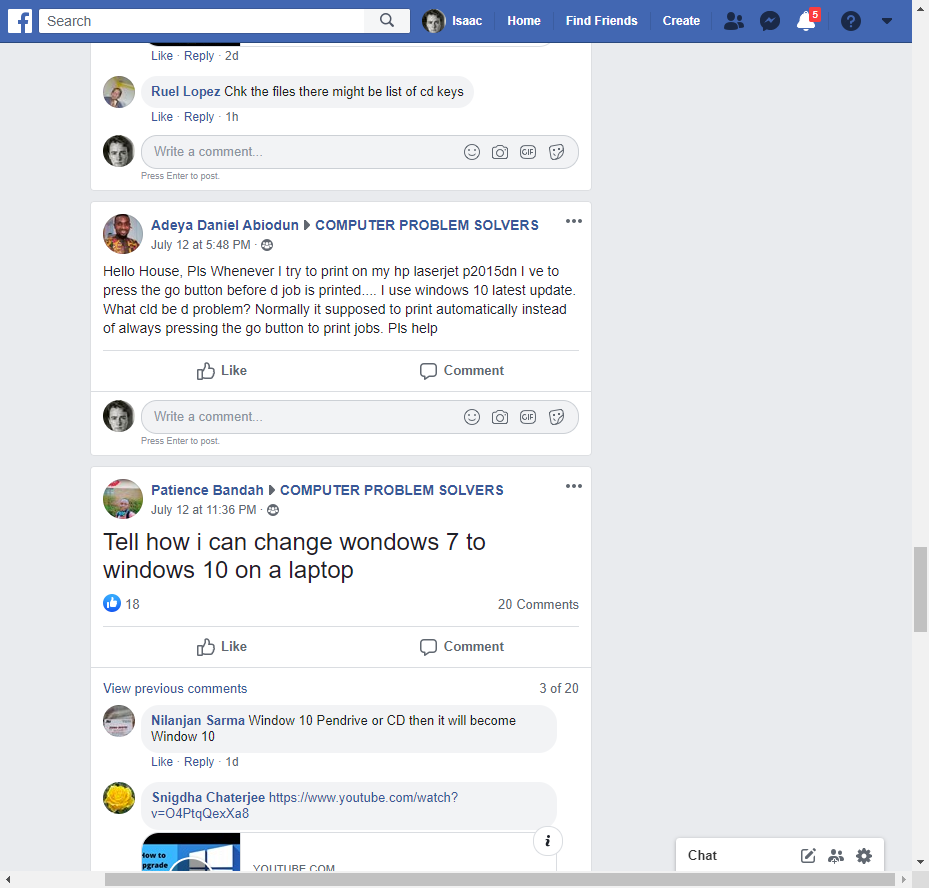 f Search Isaac Home Find Friends Create 5 ?
Like · Reply · 2d
Ruel Lopez Chk the files there might be list of cd keys
Like · Reply · 1h
Write a comment... GIF
Press Enter to post.
Adeya Daniel Abiodun COMPUTER PROBLEM SOLVERS
July 12 at 5:48 PM ·
Hello House, Pls Whenever I try to print on my hp laserjet p2015dn I ve to
press the go button before d job is printed.... I use windows 10 latest update.
What cld be d problem? Normally it supposed to print automatically instead
of always pressing the go button to print jobs. Pls help
Like Comment
Write a comment... GIF
Press Enter to post.
Patience Bandah COMPUTER PROBLEM SOLVERS
July 12 at 11:36 PM ·
Tell how i can change wondows 7 to
windows 10 on a laptop
18 20 Comments
Like Comment
View previous comments 3 of 20
Nilanjan Sarma Window 10 Pendrive or CD then it will become
Window 10
Like · Reply · 1d
Snigdha Chaterjee https://www.youtube.com/watch?
v=O4PtqQexXa8
How to
upgrade
YOUTUBE.COM
i
Chat